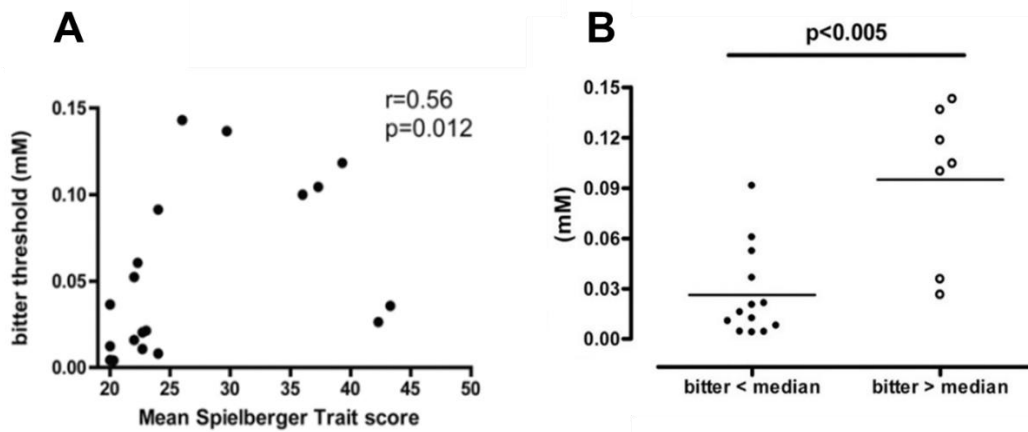 A
r=0.56
p=0.012
bitter threshold (mM)
0.15
0.10
0.05
0.00
20 25 30 35 40 45 50
Mean Spielberger Trait score
B
p<0.005
(mM)
0.15
0.12
0.09
0.06
0.03
0.00
bitter < median bitter > median